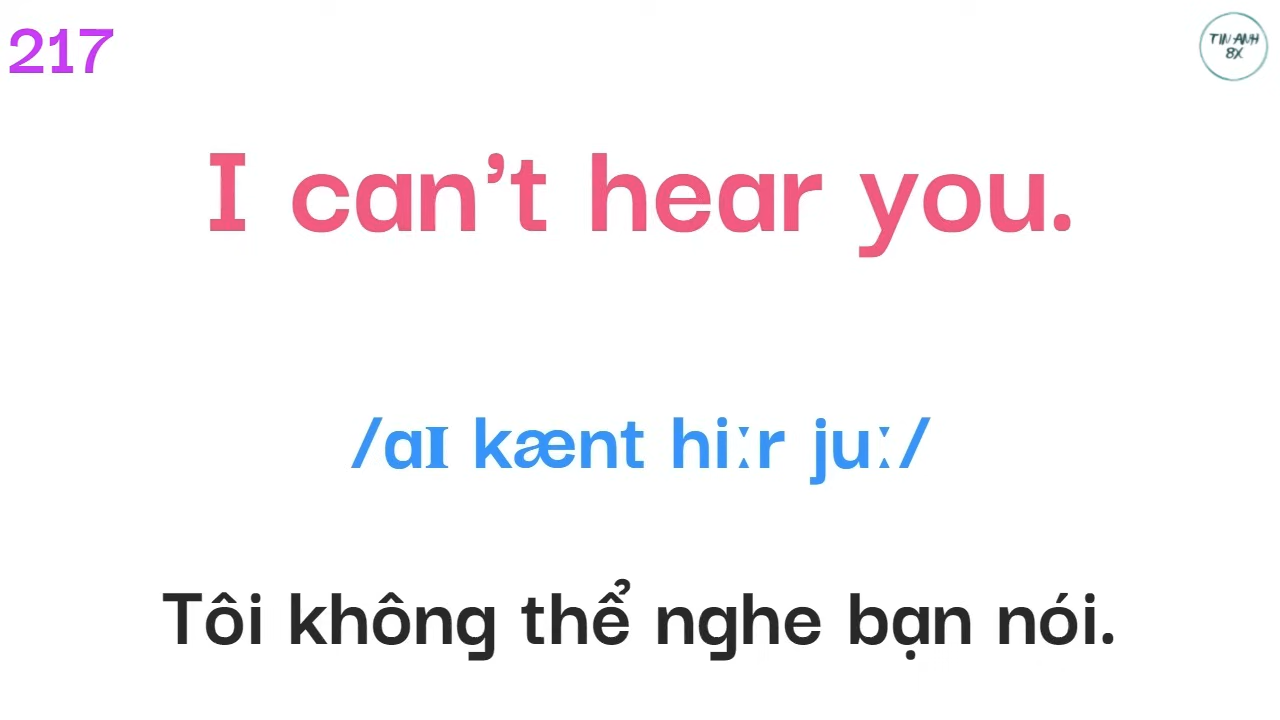 217
TIN ANH
8X
I can't hear you.
/aɪ kænt hiːr juː/
Tôi không thể nghe bạn nói.